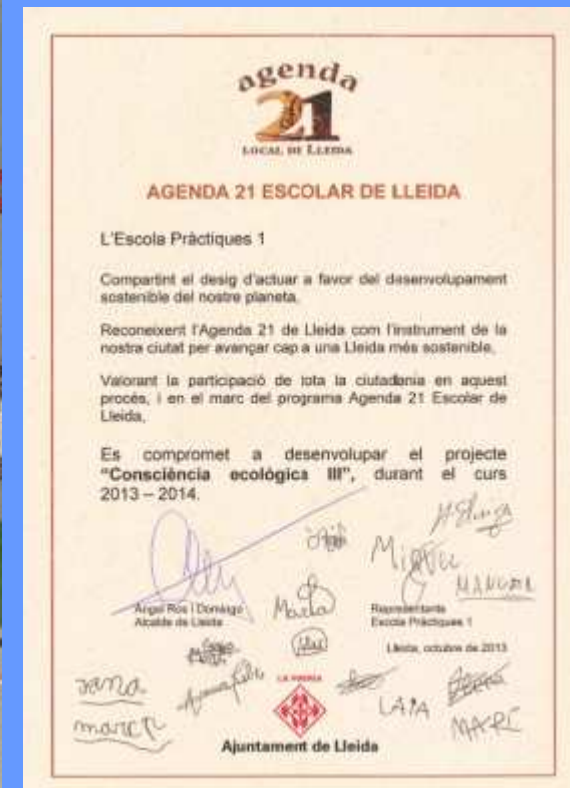 agenda
21
LOCAL DE LLEIDA
AGENDA 21 ESCOLAR DE LLEIDA
L'Escola Pràctiques 1
Compartint el desig d'actuar a favor del desenvolupament
sostenible del nostre planeta,
Reconeixent l'Agenda 21 de Lleida com l'instrument de la
nostra ciutat per avançar cap a una Lleida més sostenible,
Valorant la participació de tota la ciutadania en aquest
procés, i en el marc del programa Agenda 21 Escolar de
Lleida,
Es compromet a desenvolupar el projecte
"Consciència ecològica III", durant el curs
2013 – 2014.
MIQUEL
MANUELA
Marta
Àngel Ros i Domingo
Alcalde de Lleida
Representants
Escola Pràctiques 1
Lleida, octubre de 2013
LA PAERIA
LAIA
Ajuntament de Lleida